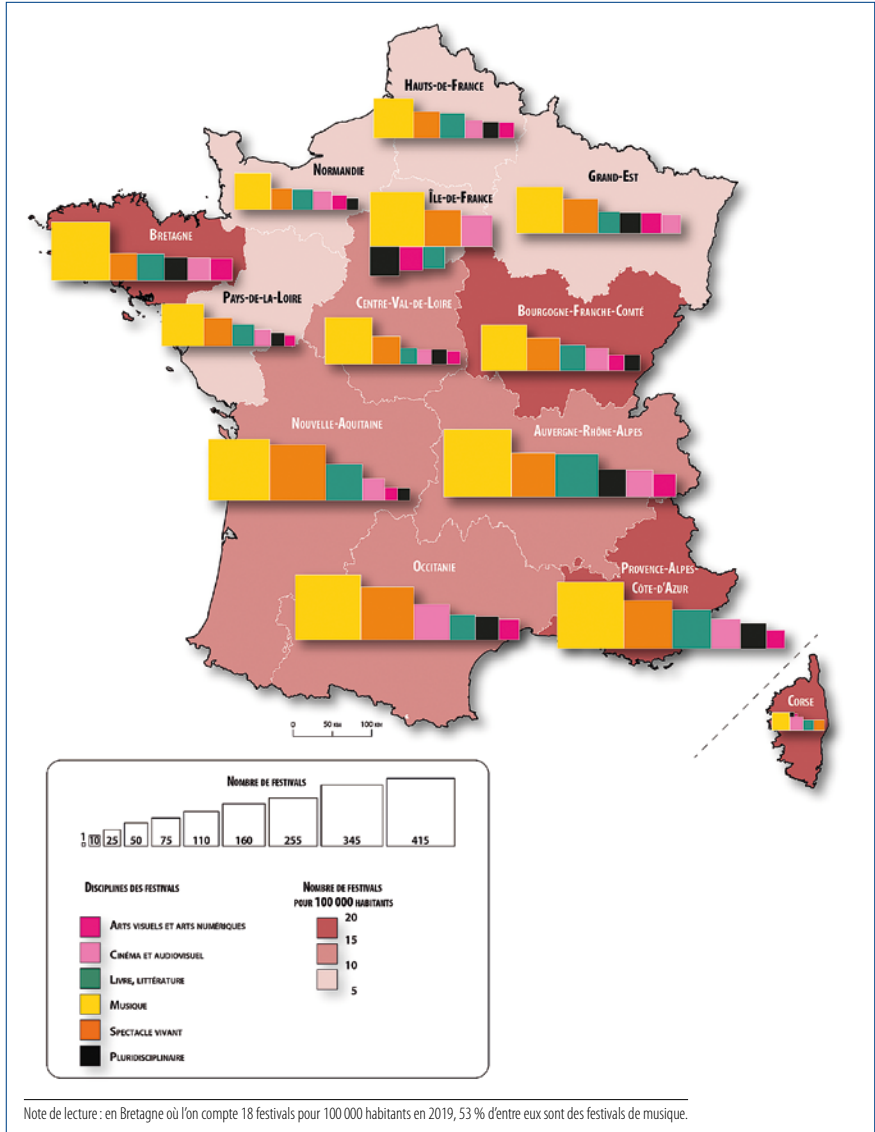 Hauts-de-France
Normandie
Île-de-France
Grand-Est
Bretagne
Pays-de-la-Loire
Centre-Val-de-Loire
Bourgogne-Franche-Comté
Nouvelle-Aquitaine
Auvergne-Rhône-Alpes
Occitanie
Provence-Alpes-
Côte-d'Azur
Corse
0 50 km 100 km
Nombre de festivals
1 10 25 50 75 110 160 255 345 415
Disciplines des festivals
Arts visuels et arts numériques
Cinéma et audiovisuel
Livre, littérature
Musique
Spectacle vivant
Pluridisciplinaire
Nombre de festivals
pour 100 000 habitants
20
15
10
5
Note de lecture : en Bretagne où l'on compte 18 festivals pour 100 000 habitants en 2019, 53 % d'entre eux sont des festivals de musique.